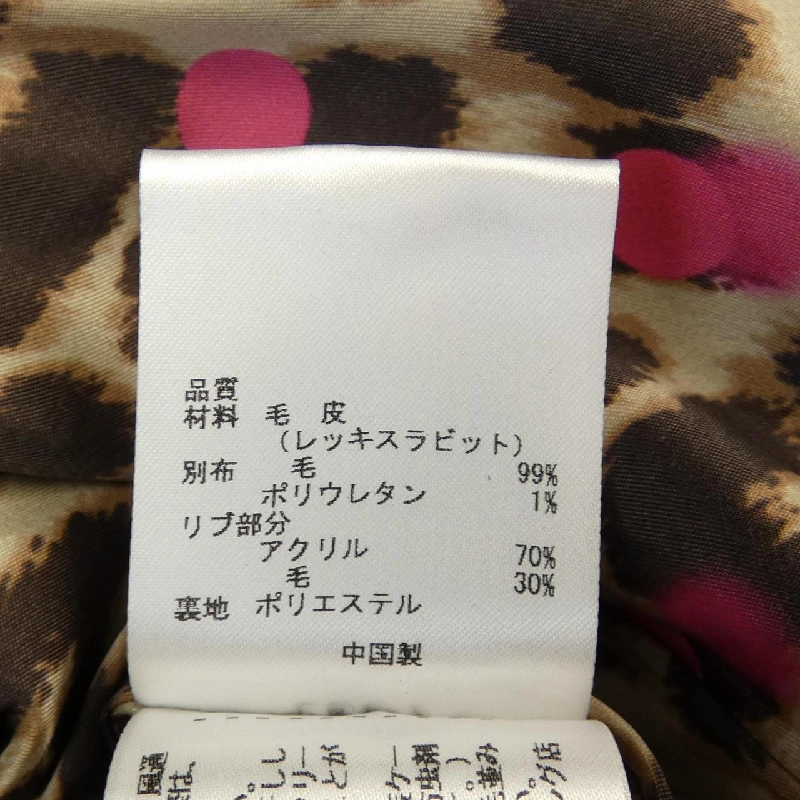 品質
材料 毛 皮
(レッキスラビット)
別布 毛 99%
ポリウレタン 1%
リブ部分
アクリル 70%
毛 30%
裏地 ポリエステル
中国製